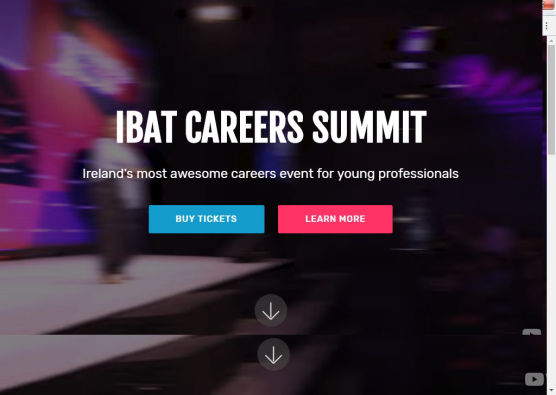 IBAT CAREERS SUMMIT
Ireland's most awesome careers event for young professionals
BUY TICKETS
LEARN MORE